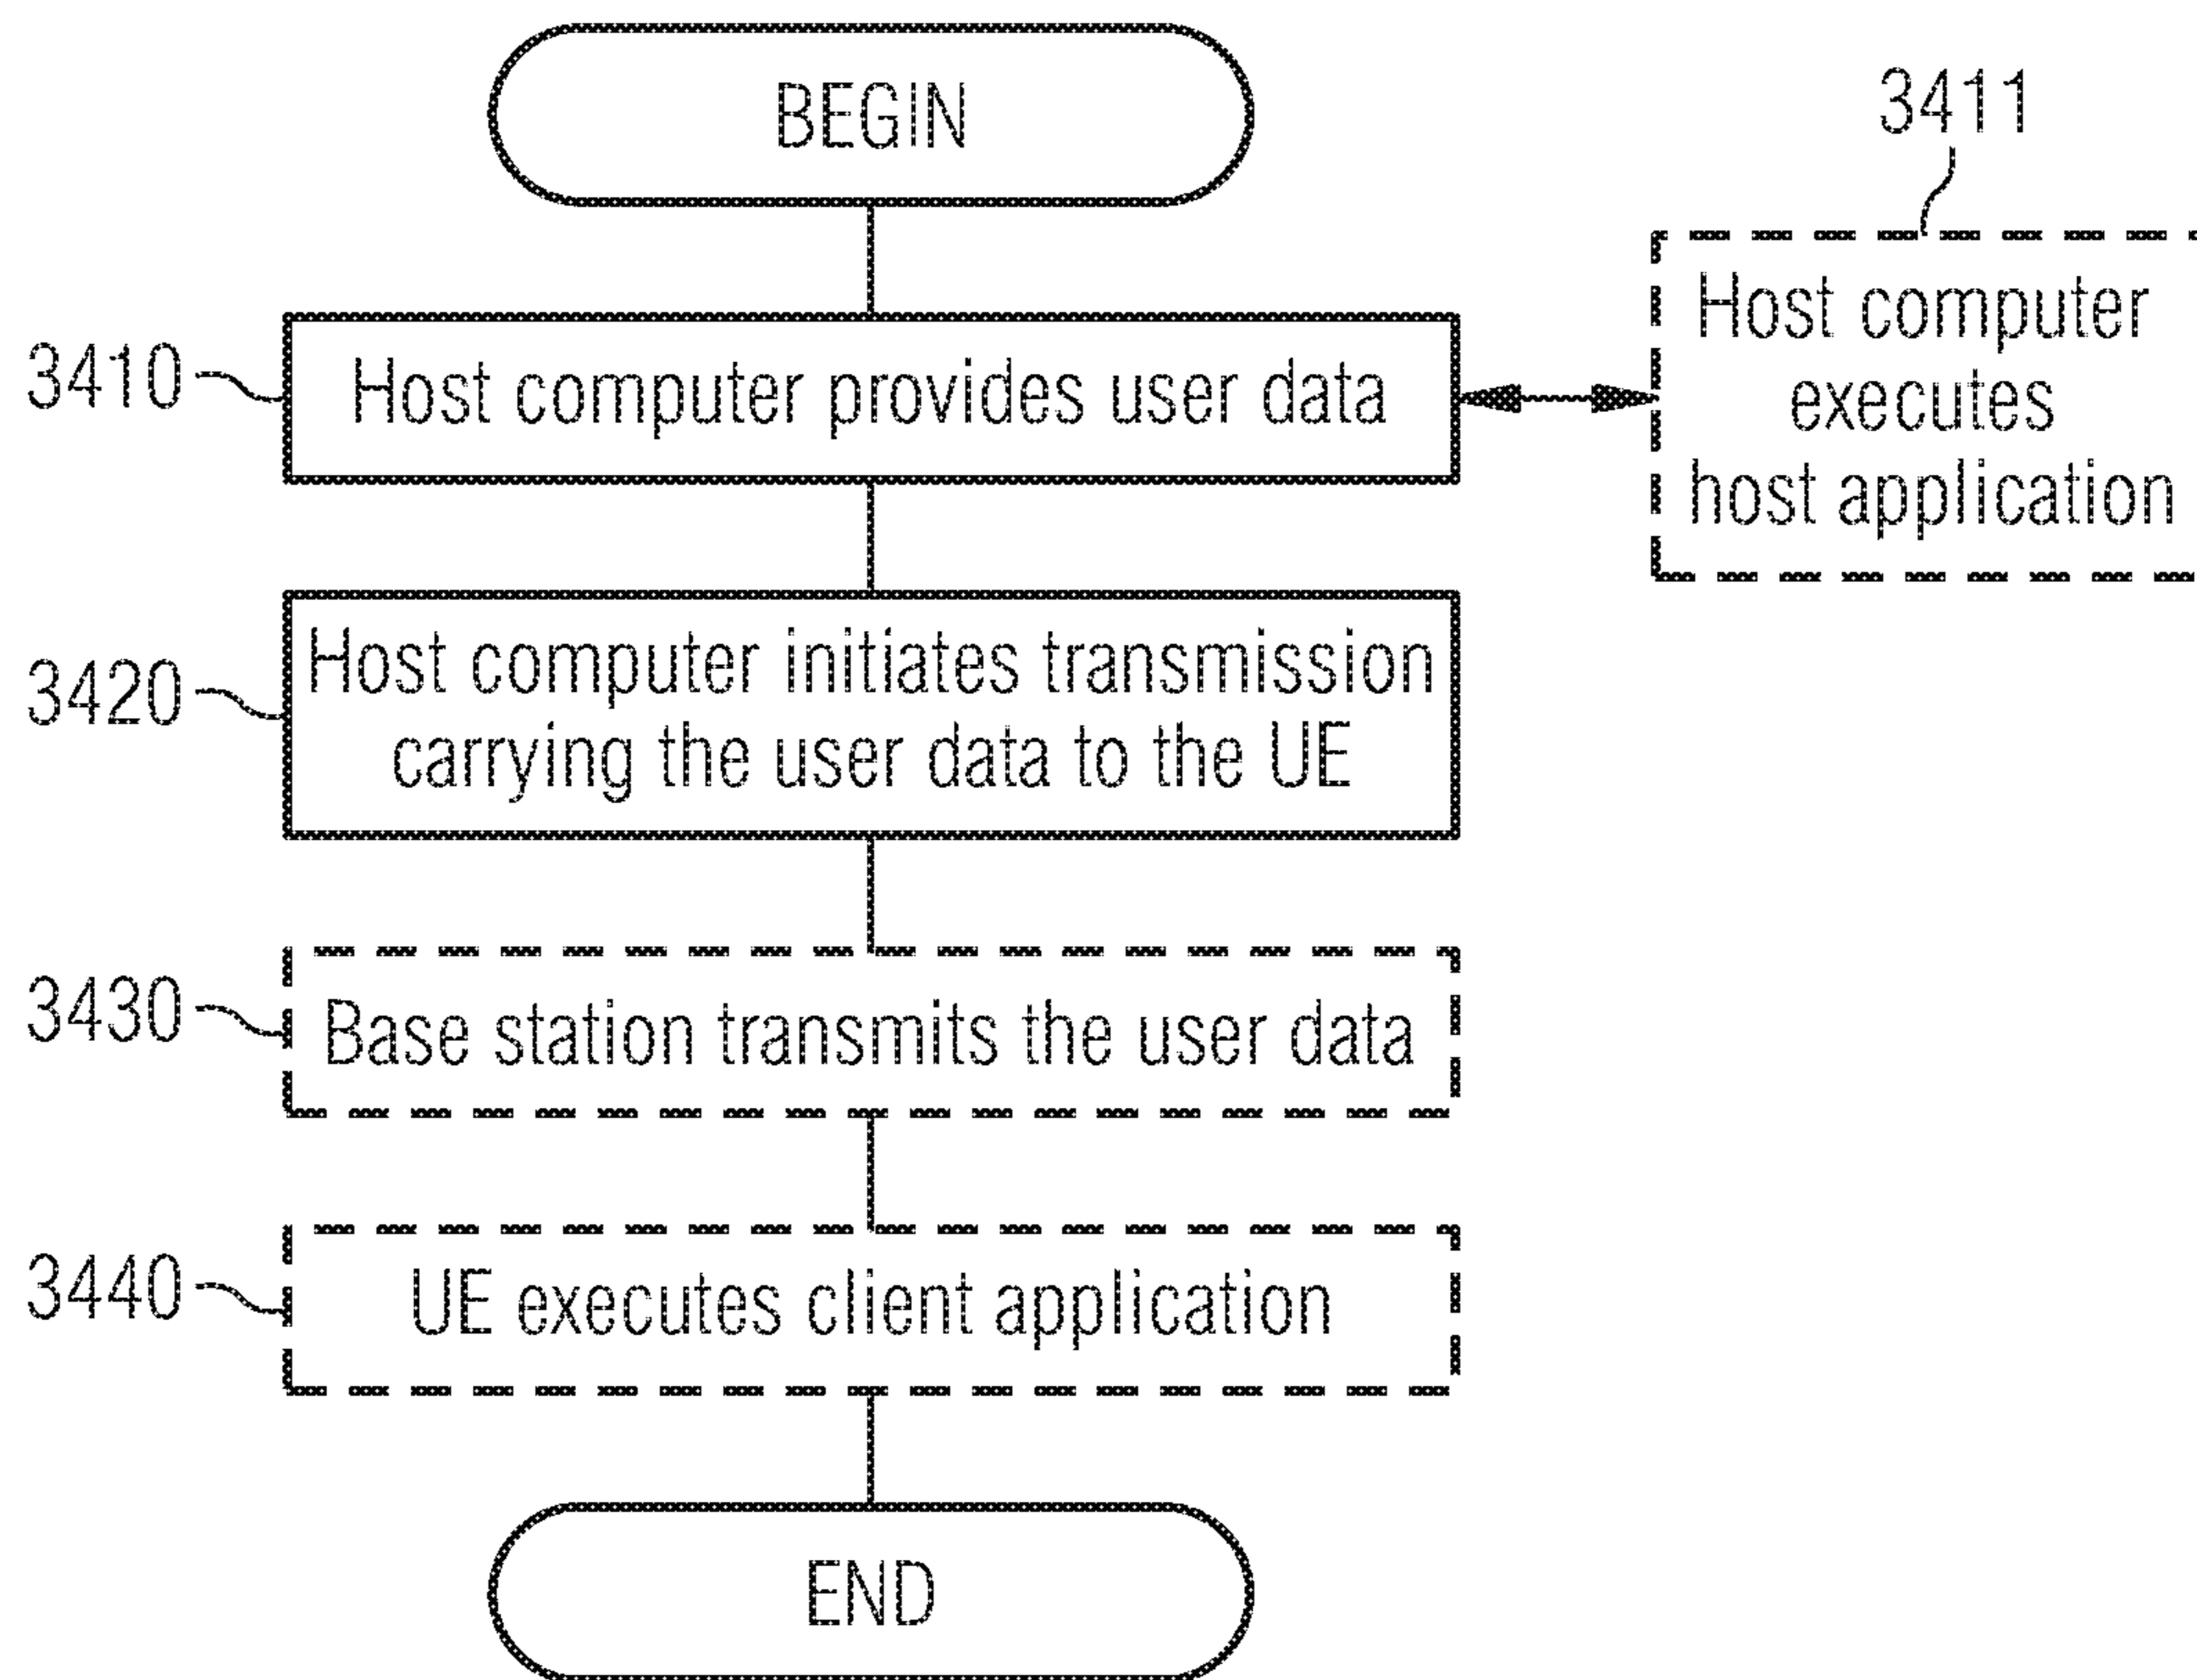 BEGIN
3411
Host computer
executes
host application
3410
Host computer provides user data
3420
Host computer initiates transmission
carrying the user data to the UE
3430
Base station transmits the user data
3440
UE executes client application
END